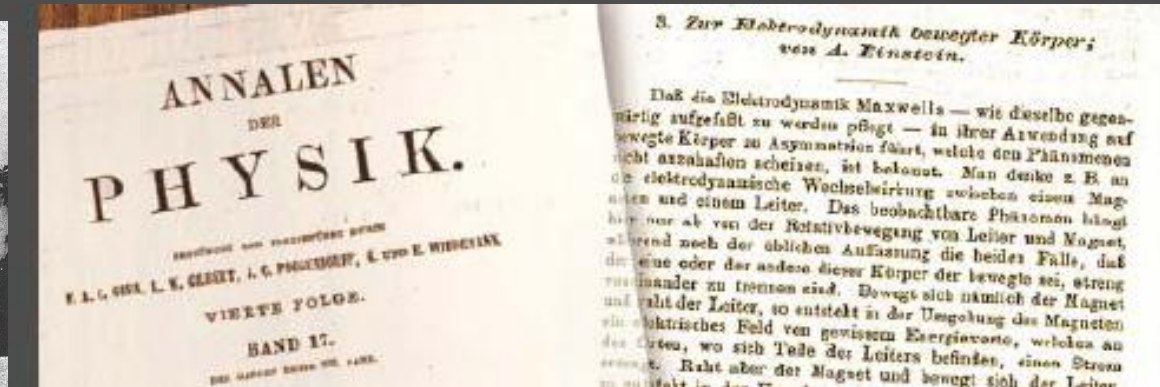 ANNALEN
DER
PHYSIK.
F. A. C. GREN, L. W. GILBERT, J. C. POGGENDORFF, G. UND E. WIEDEMANN
VIERTE FOLGE.
BAND 17.
3. Zur Elektrodynamik bewegter Körper;
von A. Einstein.
Daß die Elektrodynamik Maxwells — wie dieselbe gegen-
wärtig aufgefaßt zu werden pflegt — in ihrer Anwendung auf
bewegte Körper zu Asymmetrien führt, welche den Phänomenen
nicht anzuhaften scheinen, ist bekannt. Man denke z. B. an
die elektrodynamische Wechselwirkung zwischen einem Mag-
neten und einem Leiter. Das beobachtbare Phänomen hängt
hier nur ab von der Relativbewegung von Leiter und Magnet,
während nach der üblichen Auffassung die beiden Fälle, daß
der eine oder der andere dieser Körper der bewegte sei, streng
voneinander zu trennen sind. Bewegt sich nämlich der Magnet
und ruht der Leiter, so entsteht in der Umgebung des Magneten
ein elektrisches Feld von gewissem Energiewerte, welches an
den Orten, wo sich Teile des Leiters befinden, einen Strom
Ruht aber der Magnet und bewegt sich der Leiter,